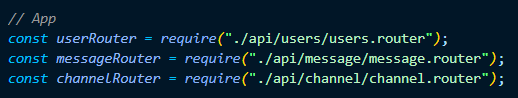 // App
const userRouter = require("./api/users/users.router");
const messageRouter = require("./api/message/message.router");
const channelRouter = require("./api/channel/channel.router");